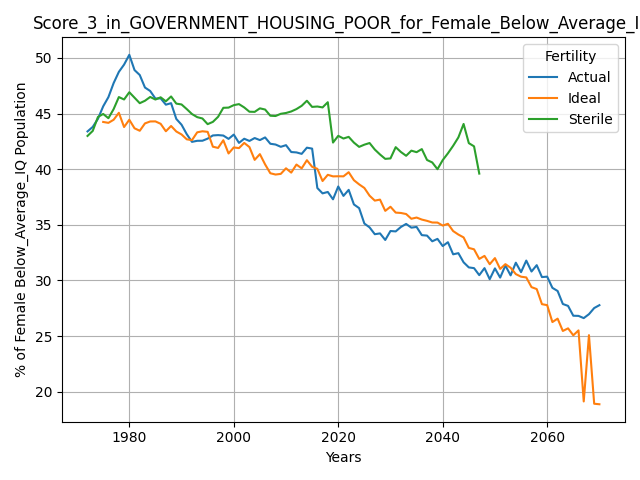 Score_3_in_GOVERNMENT_HOUSING_POOR_for_Female_Below_Average_I
Fertility
Actual
Ideal
Sterile
% of Female Below_Average_IQ Population
50
45
40
35
30
25
20
1980
2000
2020
2040
2060
Years